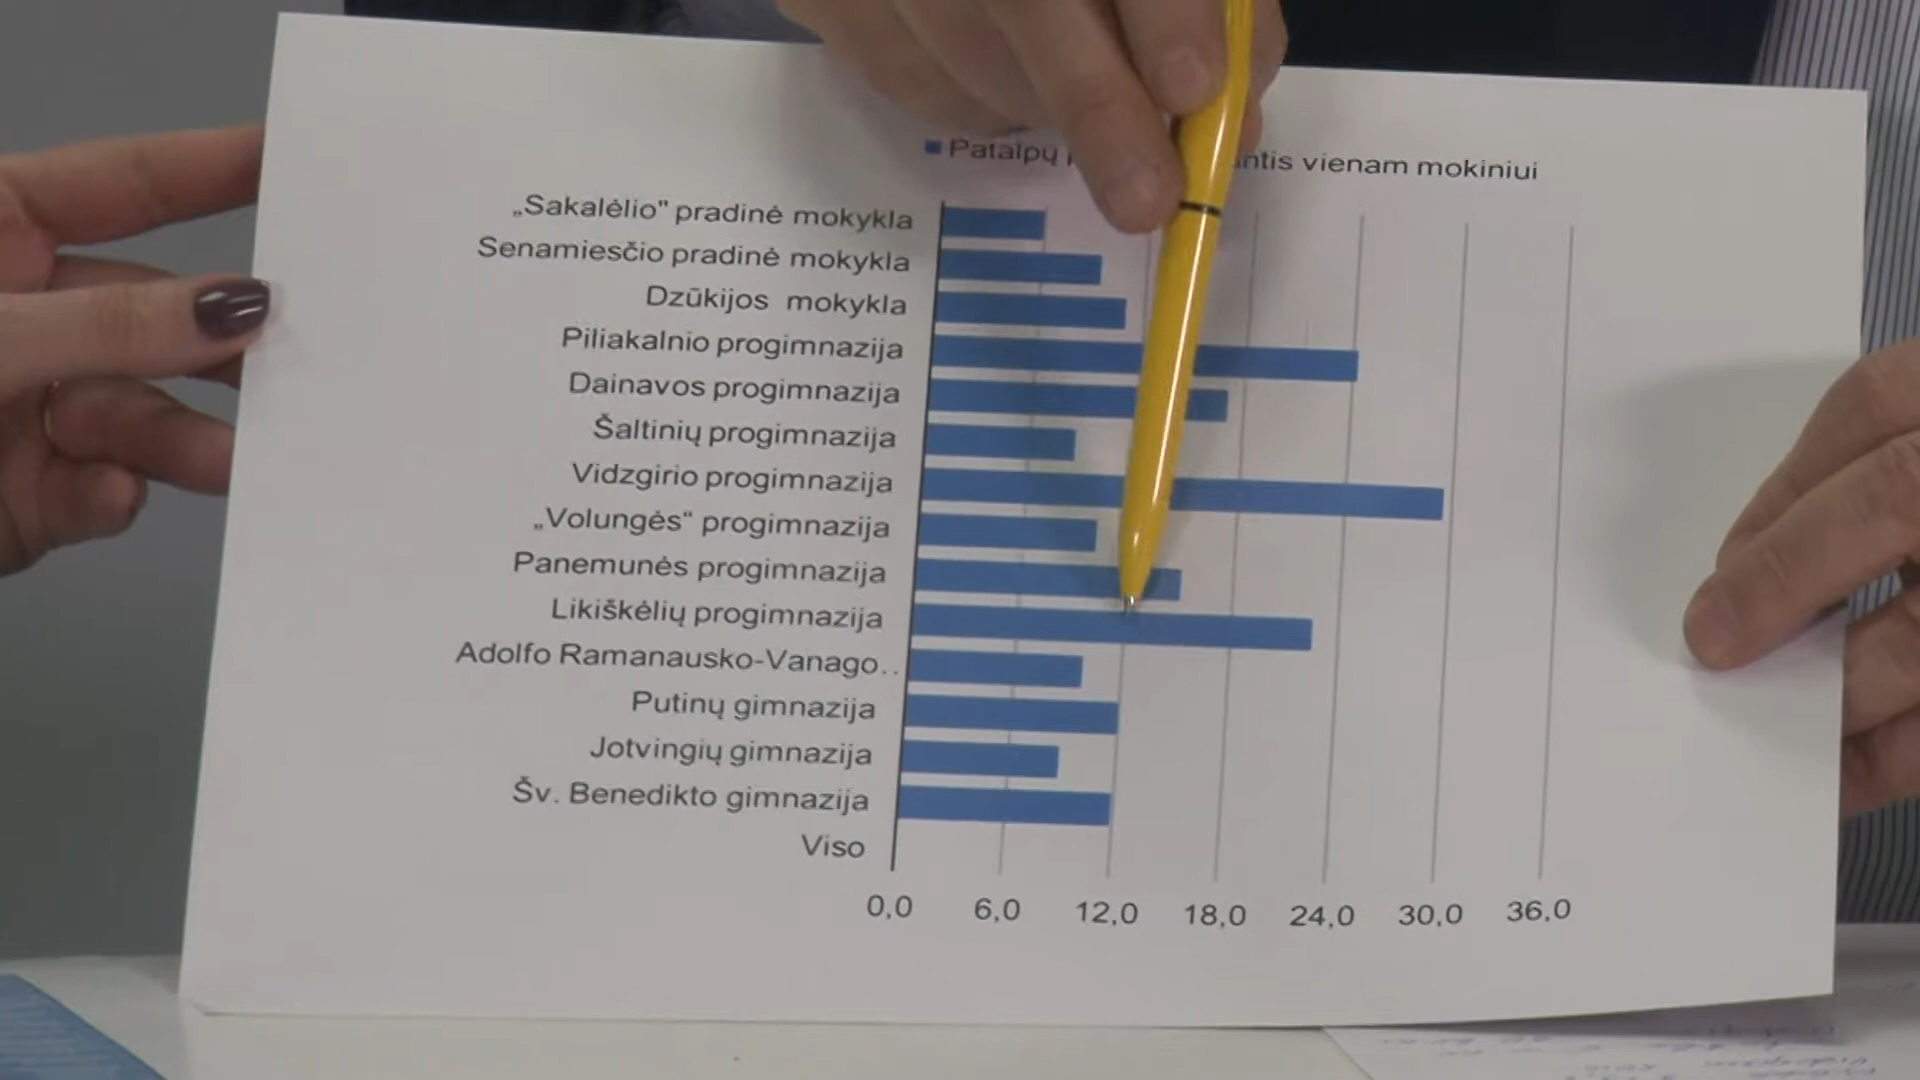 Patalpų vienam mokiniui
„Sakalėlio" pradinė mokykla
Senamiesčio pradinė mokykla
Dzūkijos mokykla
Piliakalnio progimnazija
Dainavos progimnazija
Šaltinių progimnazija
Vidzgirio progimnazija
„Volungės“ progimnazija
Panemunės progimnazija
Likiškėlių progimnazija
Adolfo Ramanausko-Vanago..
Putinų gimnazija
Jotvingių gimnazija
Šv. Benedikto gimnazija
Viso
0,0 6,0 12,0 18,0 24,0 30,0 36,0